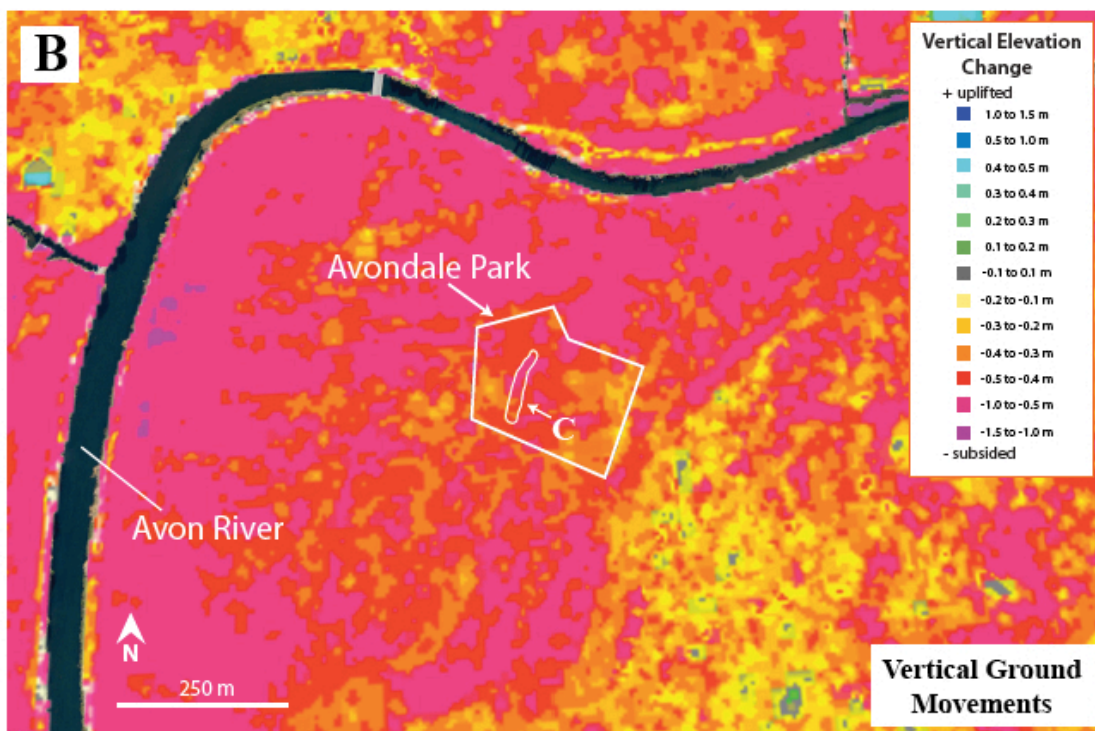 B
Vertical Elevation
Change
+ uplifted
1.0 to 1.5 m
0.5 to 1.0 m
0.4 to 0.5 m
0.3 to 0.4 m
0.2 to 0.3 m
0.1 to 0.2 m
-0.1 to 0.1 m
-0.2 to -0.1 m
-0.3 to -0.2 m
-0.4 to -0.3 m
-0.5 to -0.4 m
-1.0 to -0.5 m
-1.5 to -1.0 m
- subsided
Avondale Park
C
Avon River
N
250 m
Vertical Ground
Movements